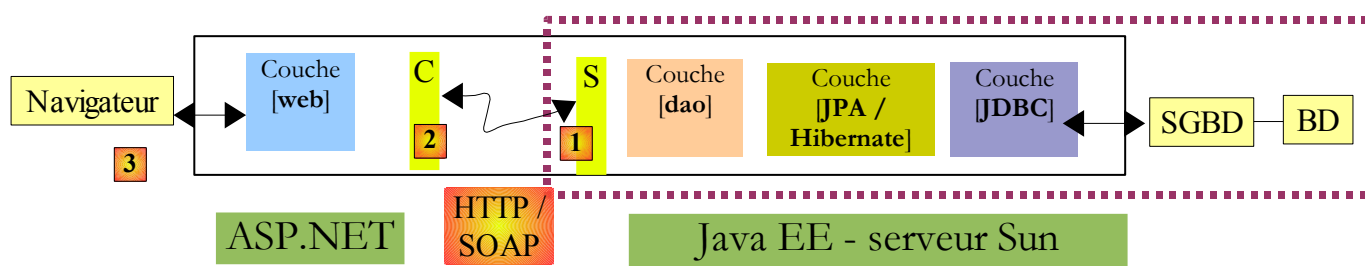 Navigateur
3
Couche
[web]
C
2
HTTP /
SOAP
S
1
Couche
[dao]
Couche
[JPA /
Hibernate]
Couche
[JDBC]
SGBD
BD
ASP.NET
Java EE - serveur Sun